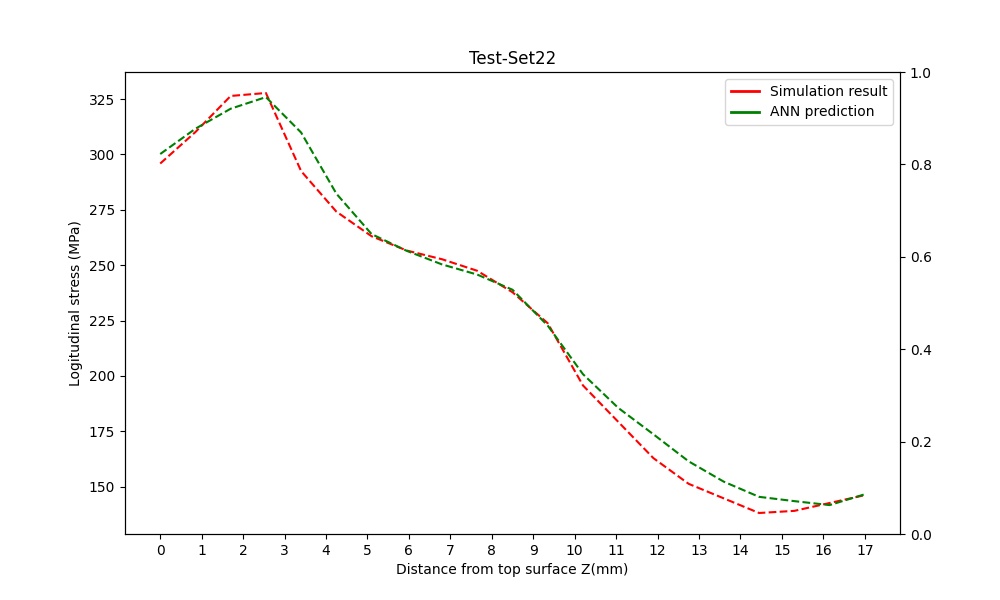 Test-Set22
Simulation result
ANN prediction
Logitudinal stress (MPa)
325
300
275
250
225
200
175
150
1.0
0.8
0.6
0.4
0.2
0.0
0 1 2 3 4 5 6 7 8 9 10 11 12 13 14 15 16 17
Distance from top surface Z(mm)